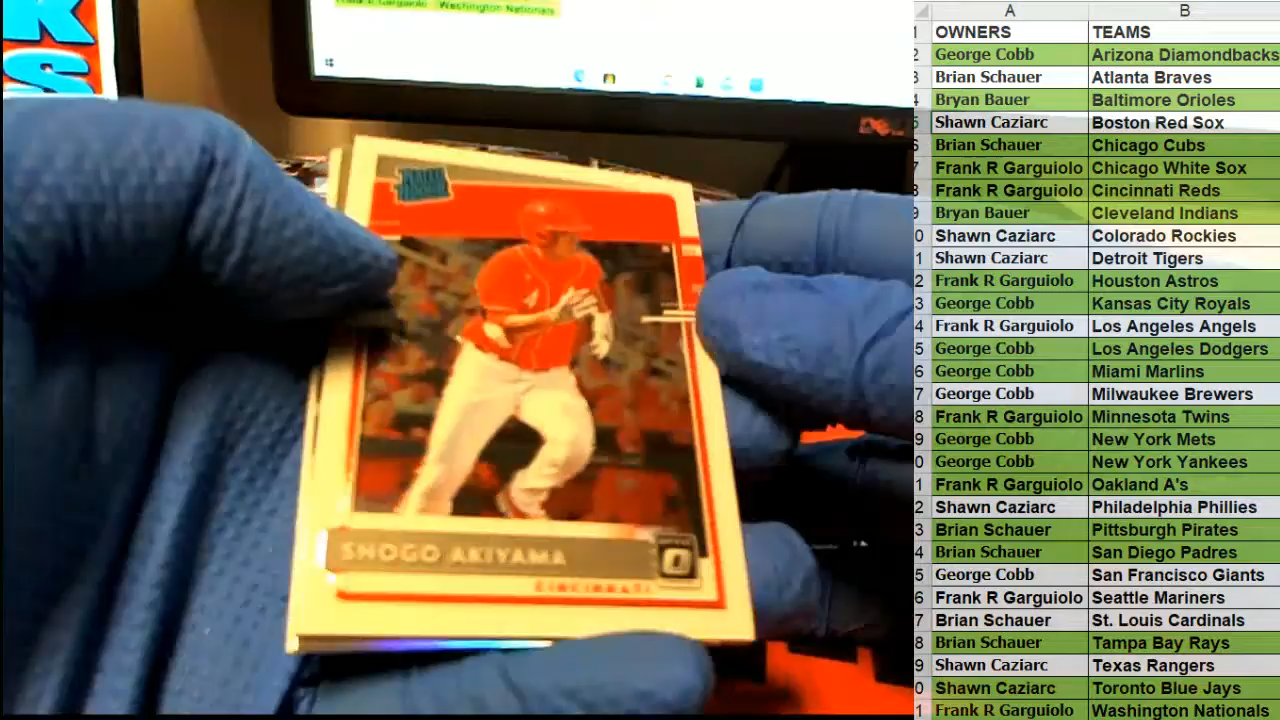 Washington Nationals
DELL
SHOGO AKIYAMA
CINCINNATI
A B
1 OWNERS TEAMS
2 George Cobb Arizona Diamondbacks
3 Brian Schauer Atlanta Braves
4 Bryan Bauer Baltimore Orioles
5 Shawn Caziarc Boston Red Sox
6 Brian Schauer Chicago Cubs
7 Frank R Garguiolo Chicago White Sox
8 Frank R Garguiolo Cincinnati Reds
9 Bryan Bauer Cleveland Indians
0 Shawn Caziarc Colorado Rockies
1 Shawn Caziarc Detroit Tigers
2 Frank R Garguiolo Houston Astros
3 George Cobb Kansas City Royals
4 Frank R Garguiolo Los Angeles Angels
5 George Cobb Los Angeles Dodgers
6 George Cobb Miami Marlins
7 George Cobb Milwaukee Brewers
8 Frank R Garguiolo Minnesota Twins
9 George Cobb New York Mets
0 George Cobb New York Yankees
1 Frank R Garguiolo Oakland A's
2 Shawn Caziarc Philadelphia Phillies
3 Brian Schauer Pittsburgh Pirates
4 Brian Schauer San Diego Padres
5 George Cobb San Francisco Giants
6 Frank R Garguiolo Seattle Mariners
7 Brian Schauer St. Louis Cardinals
8 Brian Schauer Tampa Bay Rays
9 Shawn Caziarc Texas Rangers
0 Shawn Caziarc Toronto Blue Jays
1 Frank R Garguiolo Washington Nationals